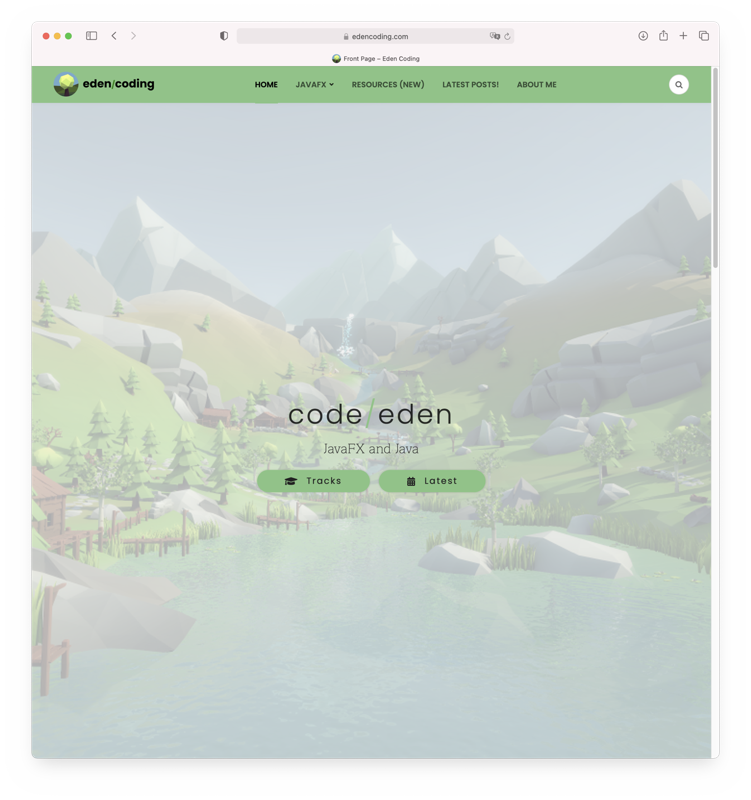 edencoding.com
Front Page – Eden Coding
eden/coding
HOME
JAVAFX
RESOURCES (NEW)
LATEST POSTS!
ABOUT ME
code/eden
JavaFX and Java
Tracks
Latest